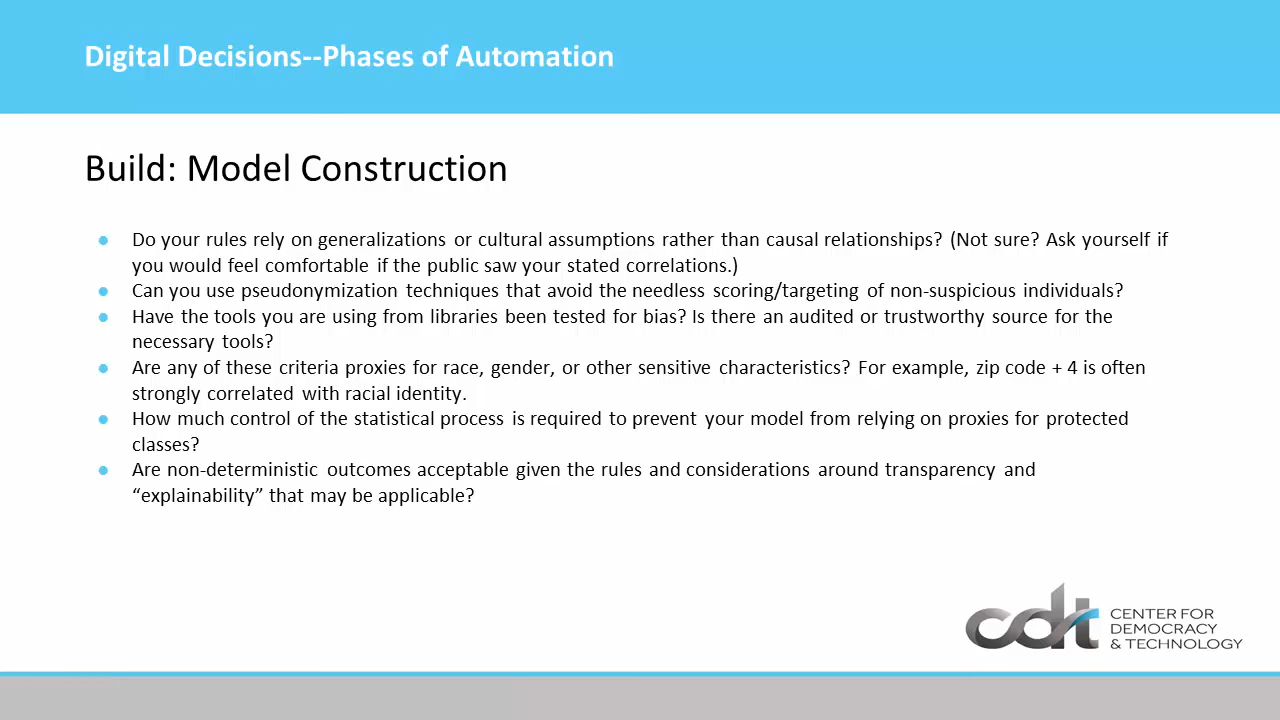 Digital Decisions--Phases of Automation
Build: Model Construction
● Do your rules rely on generalizations or cultural assumptions rather than causal relationships? (Not sure? Ask yourself if
you would feel comfortable if the public saw your stated correlations.)
● Can you use pseudonymization techniques that avoid the needless scoring/targeting of non-suspicious individuals?
● Have the tools you are using from libraries been tested for bias? Is there an audited or trustworthy source for the
necessary tools?
● Are any of these criteria proxies for race, gender, or other sensitive characteristics? For example, zip code + 4 is often
strongly correlated with racial identity.
● How much control of the statistical process is required to prevent your model from relying on proxies for protected
classes?
● Are non-deterministic outcomes acceptable given the rules and considerations around transparency and
“explainability” that may be applicable?
cdt
CENTER FOR
DEMOCRACY
& TECHNOLOGY